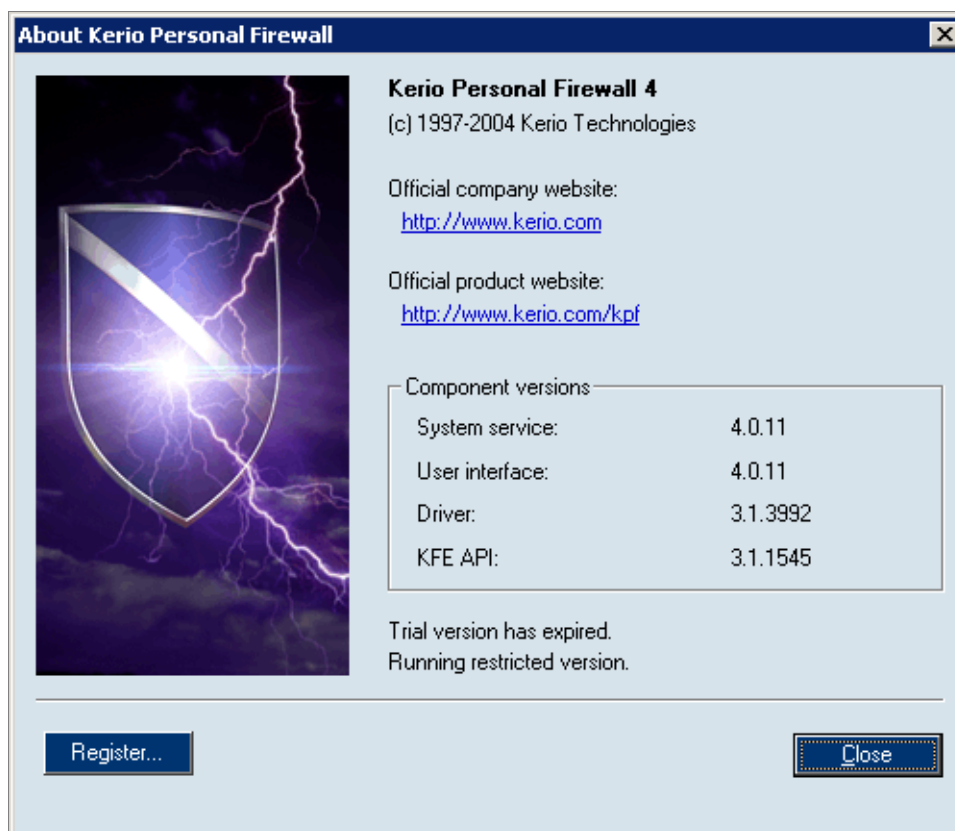 About Kerio Personal Firewall
Kerio Personal Firewall 4
(c) 1997-2004 Kerio Technologies
Official company website:
http://www.kerio.com
Official product website:
http://www.kerio.com/kpf
Component versions
System service: 4.0.11
User interface: 4.0.11
Driver: 3.1.3992
KFE API: 3.1.1545
Trial version has expired.
Running restricted version.
Register... Close